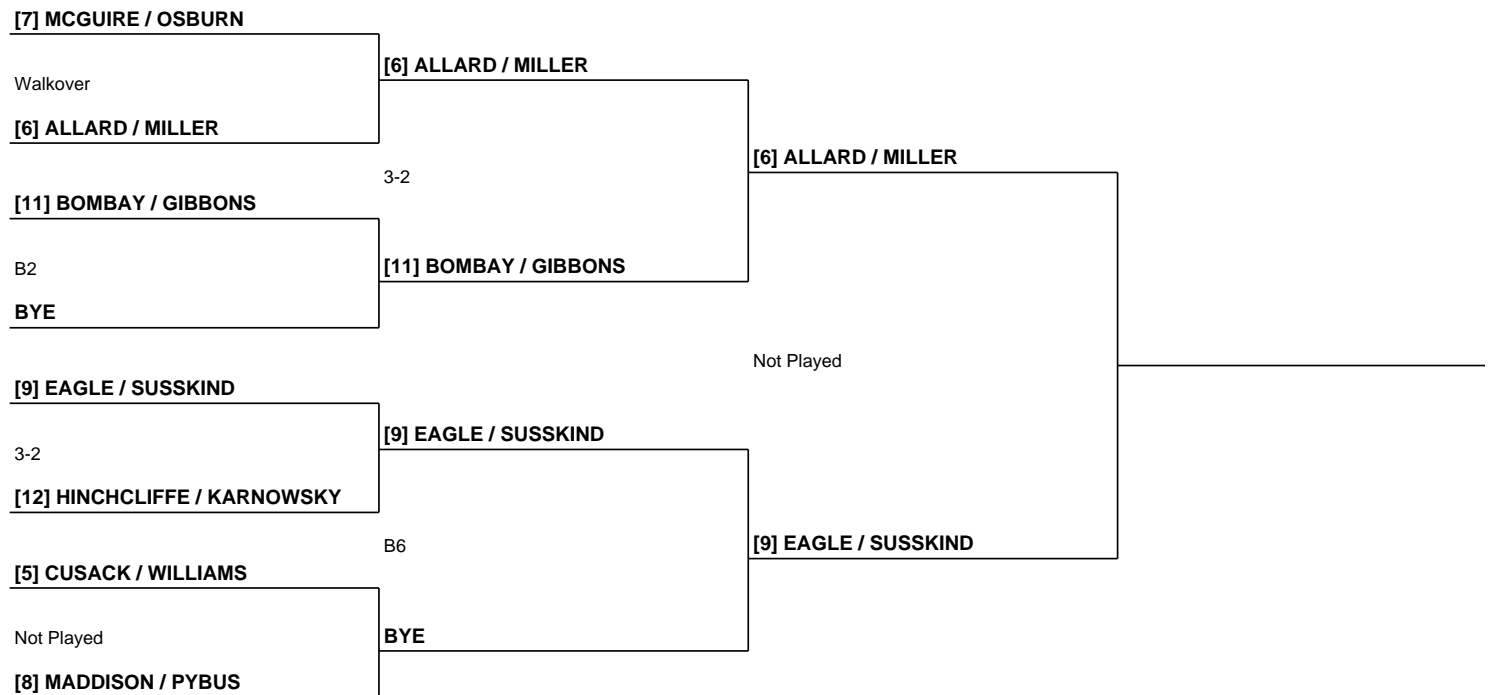 [7] MCGUIRE / OSBURN
Walkover
[6] ALLARD / MILLER
[11] BOMBAY / GIBBONS
B2
BYE
[9] EAGLE / SUSSKIND
3-2
[12] HINCHCLIFFE / KARNOWSKY
[5] CUSACK / WILLIAMS
Not Played
[8] MADDISON / PYBUS
[6] ALLARD / MILLER
3-2
[11] BOMBAY / GIBBONS
[9] EAGLE / SUSSKIND
B6
BYE
[6] ALLARD / MILLER
Not Played
[9] EAGLE / SUSSKIND